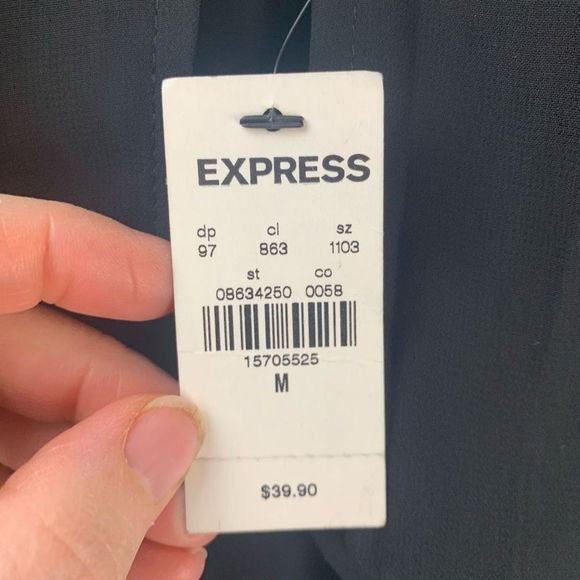 EXPRESS
dp cl sz
97 863 1103
st co
08634250 0058
15705525
M
$39.90